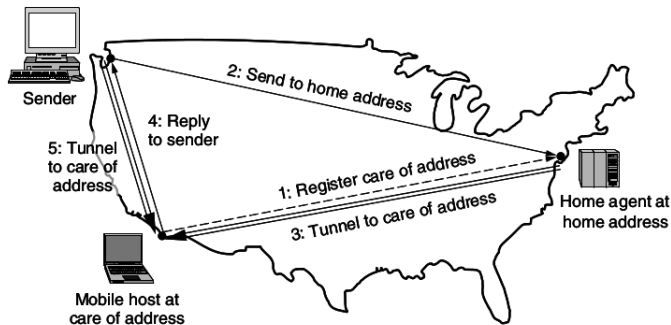 Sender
2: Send to home address
4: Reply
to sender
5: Tunnel
to care of
address
1: Register care of address
3: Tunnel to care of address
Home agent at
home address
Mobile host at
care of address